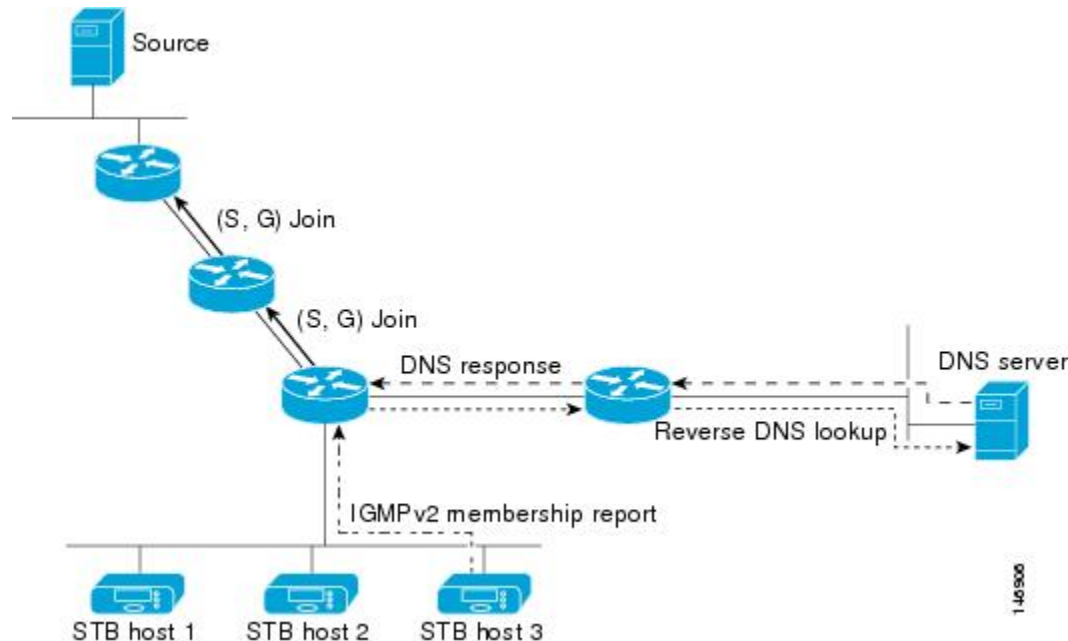 Source
(S, G) Join
(S, G) Join
DNS response
DNS server
Reverse DNS lookup
IGMPv2 membership report
STB host 1
STB host 2
STB host 3
146906